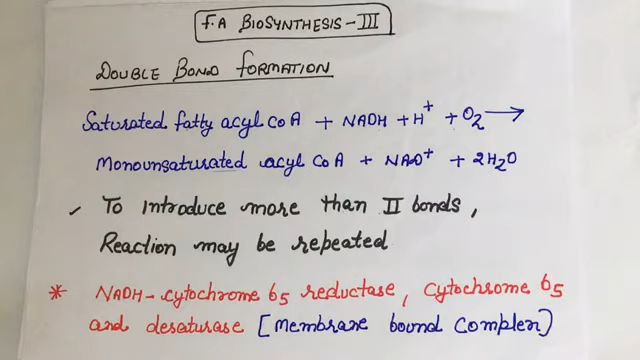 F.A BIOSYNTHESIS-III
DOUBLE BOND FORMATION
Saturated fatty acyl CoA + NADH + H⁺ + O₂ →
Monounsaturated acyl CoA + NAD⁺ + 2H₂O
✓ To introduce more than II bonds,
Reaction may be repeated
* NADH-cytochrome b5 reductase, cytochrome b5
and desaturase [Membrane bound complex)